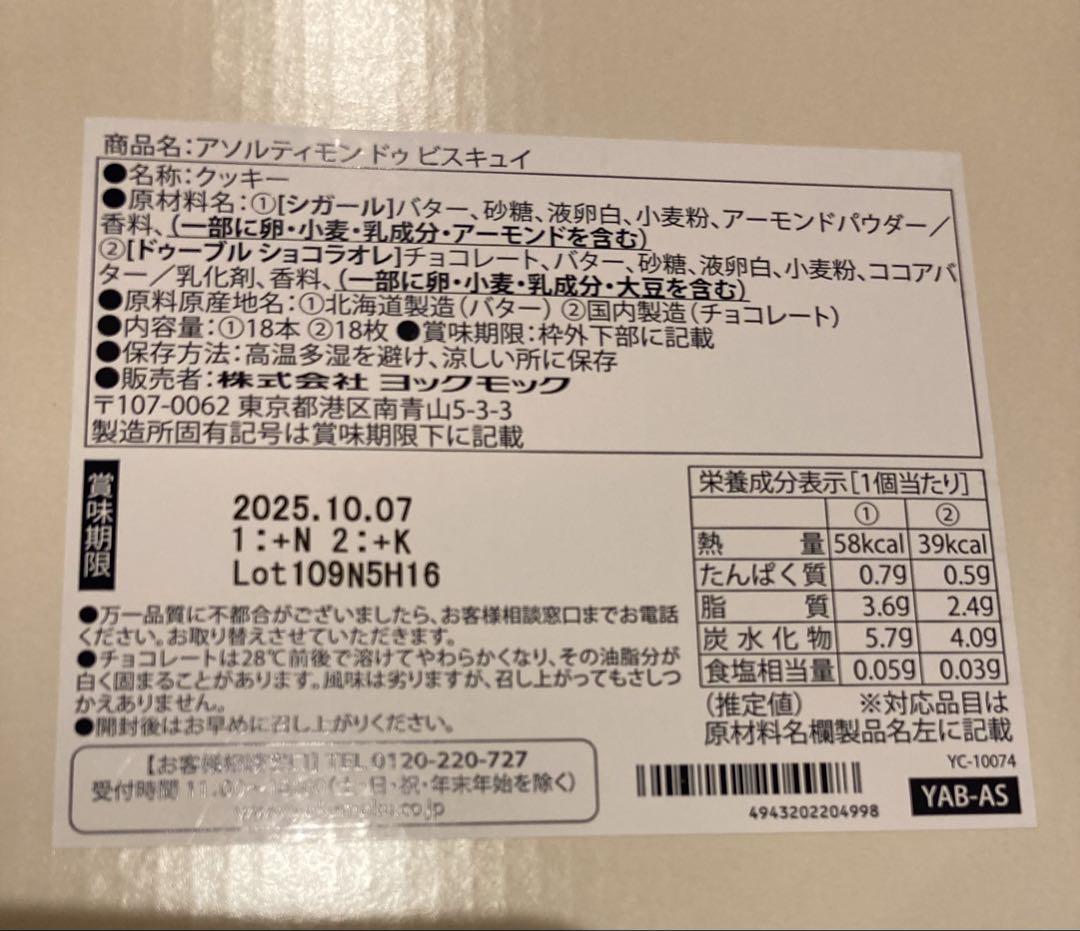 商品名：アソルティモン ドゥ ビスキュイ
●名称：クッキー
●原材料名：①[シガール]バター、砂糖、液卵白、小麦粉、アーモンドパウダー／
香料、(一部に卵・小麦・乳成分・アーモンドを含む)
②[ドゥーブル ショコラオレ]チョコレート、バター、砂糖、液卵白、小麦粉、ココアバ
ター／乳化剤、香料、(一部に卵・小麦・乳成分・大豆を含む)
●原料原産地名：①北海道製造（バター）②国内製造（チョコレート）
●内容量：①18本 ②18枚 ●賞味期限：枠外下部に記載
●保存方法：高温多湿を避け、涼しい所に保存
●販売者：株式会社 ヨックモック
〒107-0062 東京都港区南青山5-3-3
製造所固有記号は賞味期限下に記載
賞味期限
2025.10.07
1:+N 2:+K
Lot109N5H16
●万一品質に不都合がございましたら、お客様相談窓口までお電話
ください。お取り替えさせていただきます。
●チョコレートは28℃前後で溶けてやわらかくなり、その油脂分が
白く固まることがあります。風味は劣りますが、召し上がってもさしつ
かえありません。
●開封後はお早めに召し上がりください。
【お客様 TEL 0120-220-727
受付時間 (土・日・祝・年末年始を除く)
栄養成分表示[1個当たり]
① ②
熱量 58kcal 39kcal
たんぱく質 0.7g 0.5g
脂質 3.6g 2.4g
炭水化物 5.7g 4.0g
食塩相当量 0.05g 0.03g
（推定値） ※対応品目は
原材料名欄製品名左に記載
YC-10074
4943202204998
YAB-AS